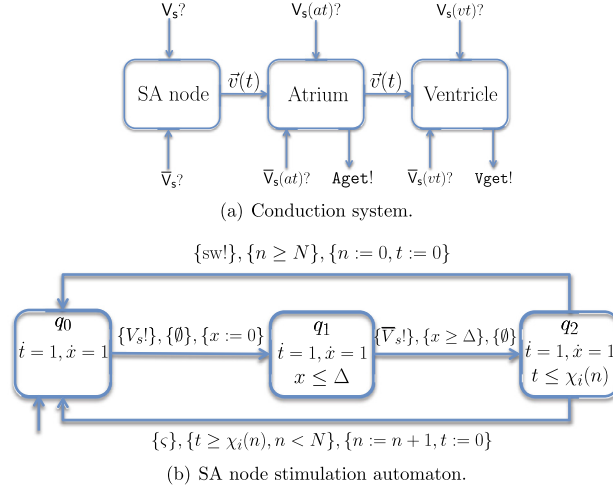 V_s? V_s(at)? V_s(vt)?
SA node v⃗(t) Atrium v⃗(t) Ventricle
V̅_s? V̅_s(at)? Aget! V̅_s(vt)? Vget!
(a) Conduction system.
{sw!}, {n ≥ N}, {n := 0, t := 0}
q_0 q_1 q_2
{V_s!}, {∅}, {x := 0} {V̅_s!}, {x ≥ Δ}, {∅}
ṫ = 1, ẋ = 1 ṫ = 1, ẋ = 1 ṫ = 1, ẋ = 1
x ≤ Δ t ≤ χ_i(n)
{ς}, {t ≥ χ_i(n), n < N}, {n := n + 1, t := 0}
(b) SA node stimulation automaton.